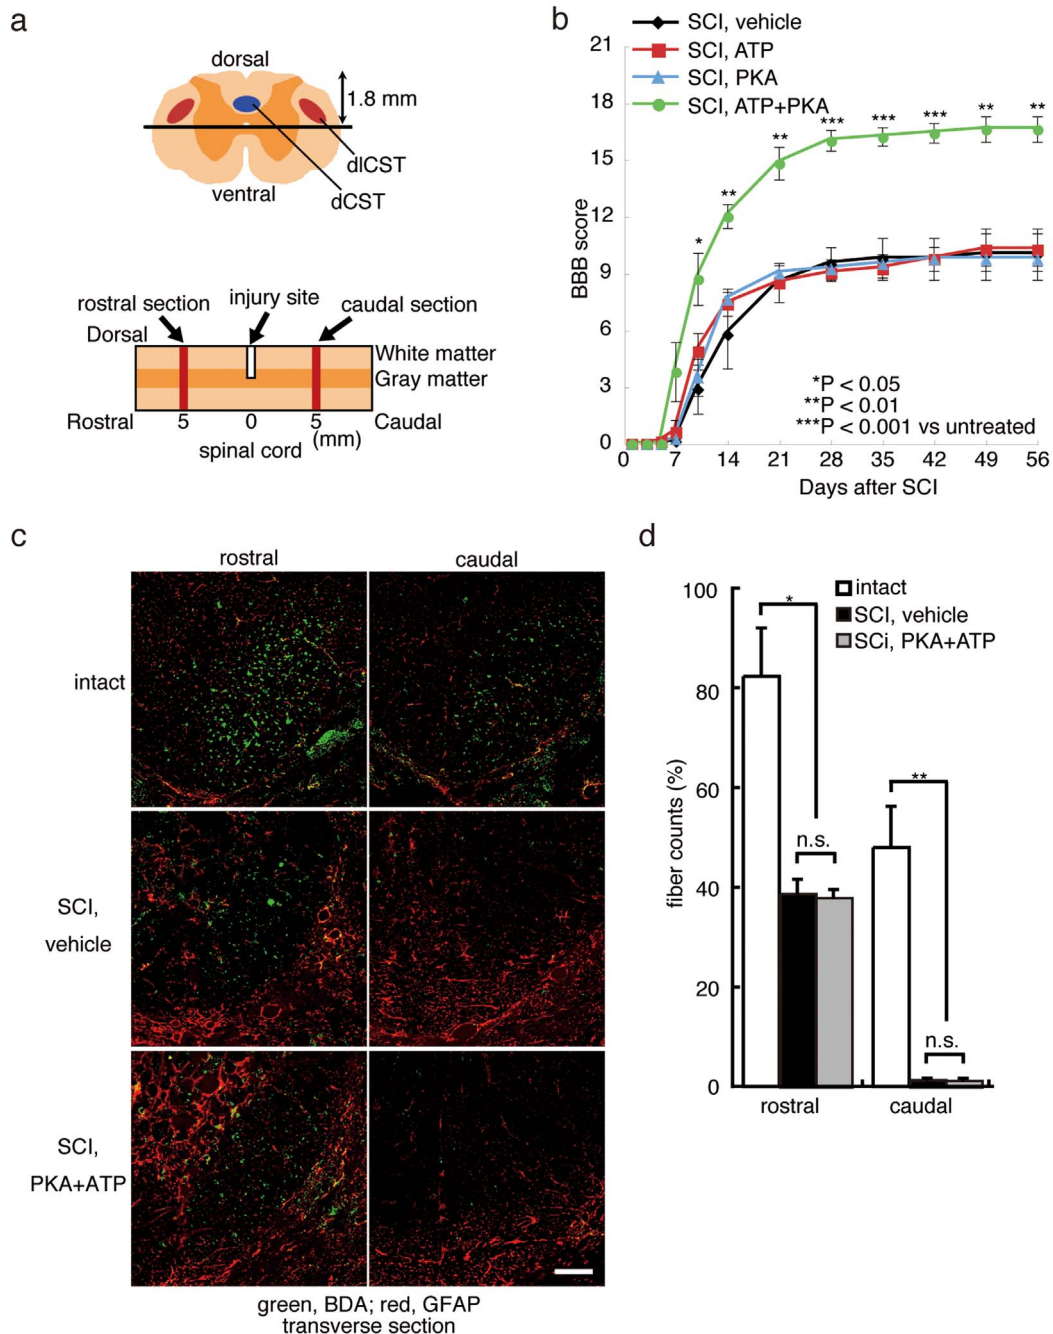 a
dorsal
1.8 mm
dlCST
dCST
ventral
rostral section
injury site
caudal section
Dorsal
White matter
Gray matter
Rostral
5
0
5
(mm)
Caudal
spinal cord
b
SCI, vehicle
SCI, ATP
SCI, PKA
SCI, ATP+PKA
21
18
15
12
9
6
3
0
BBB score
*
**
**
***
***
***
**
**
*P < 0.05
**P < 0.01
***P < 0.001 vs untreated
0 7 14 21 28 35 42 49 56
Days after SCI
c
rostral caudal
intact
SCI,
vehicle
SCI,
PKA+ATP
green, BDA; red, GFAP
transverse section
d
intact
SCI, vehicle
SCi, PKA+ATP
100
80
60
40
20
0
fiber counts (%)
*
n.s.
**
n.s.
rostral caudal